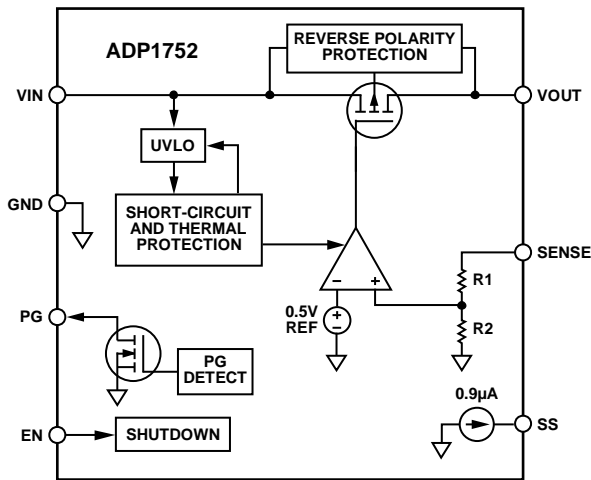 ADP1752
REVERSE POLARITY
PROTECTION
VIN
VOUT
UVLO
GND
SHORT-CIRCUIT
AND THERMAL
PROTECTION
SENSE
R1
− +
PG
0.5V
REF
+
−
R2
PG
DETECT
0.9µA
EN
SHUTDOWN
SS